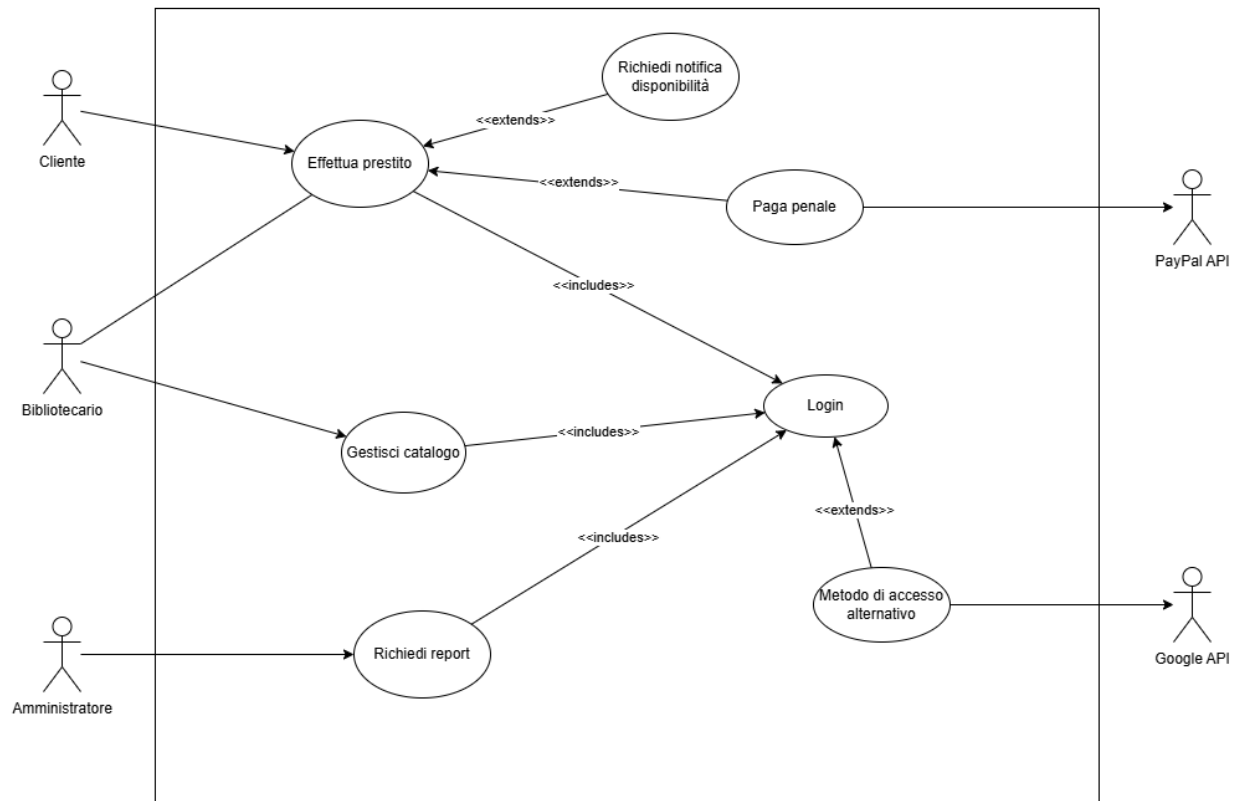 Richiedi notifica
disponibilità
<<extends>>
Cliente
Effettua prestito
<<extends>>
Paga penale
PayPal API
<<includes>>
Bibliotecario
Login
<<includes>>
Gestisci catalogo
<<extends>>
<<includes>>
Metodo di accesso
alternativo
Richiedi report
Google API
Amministratore